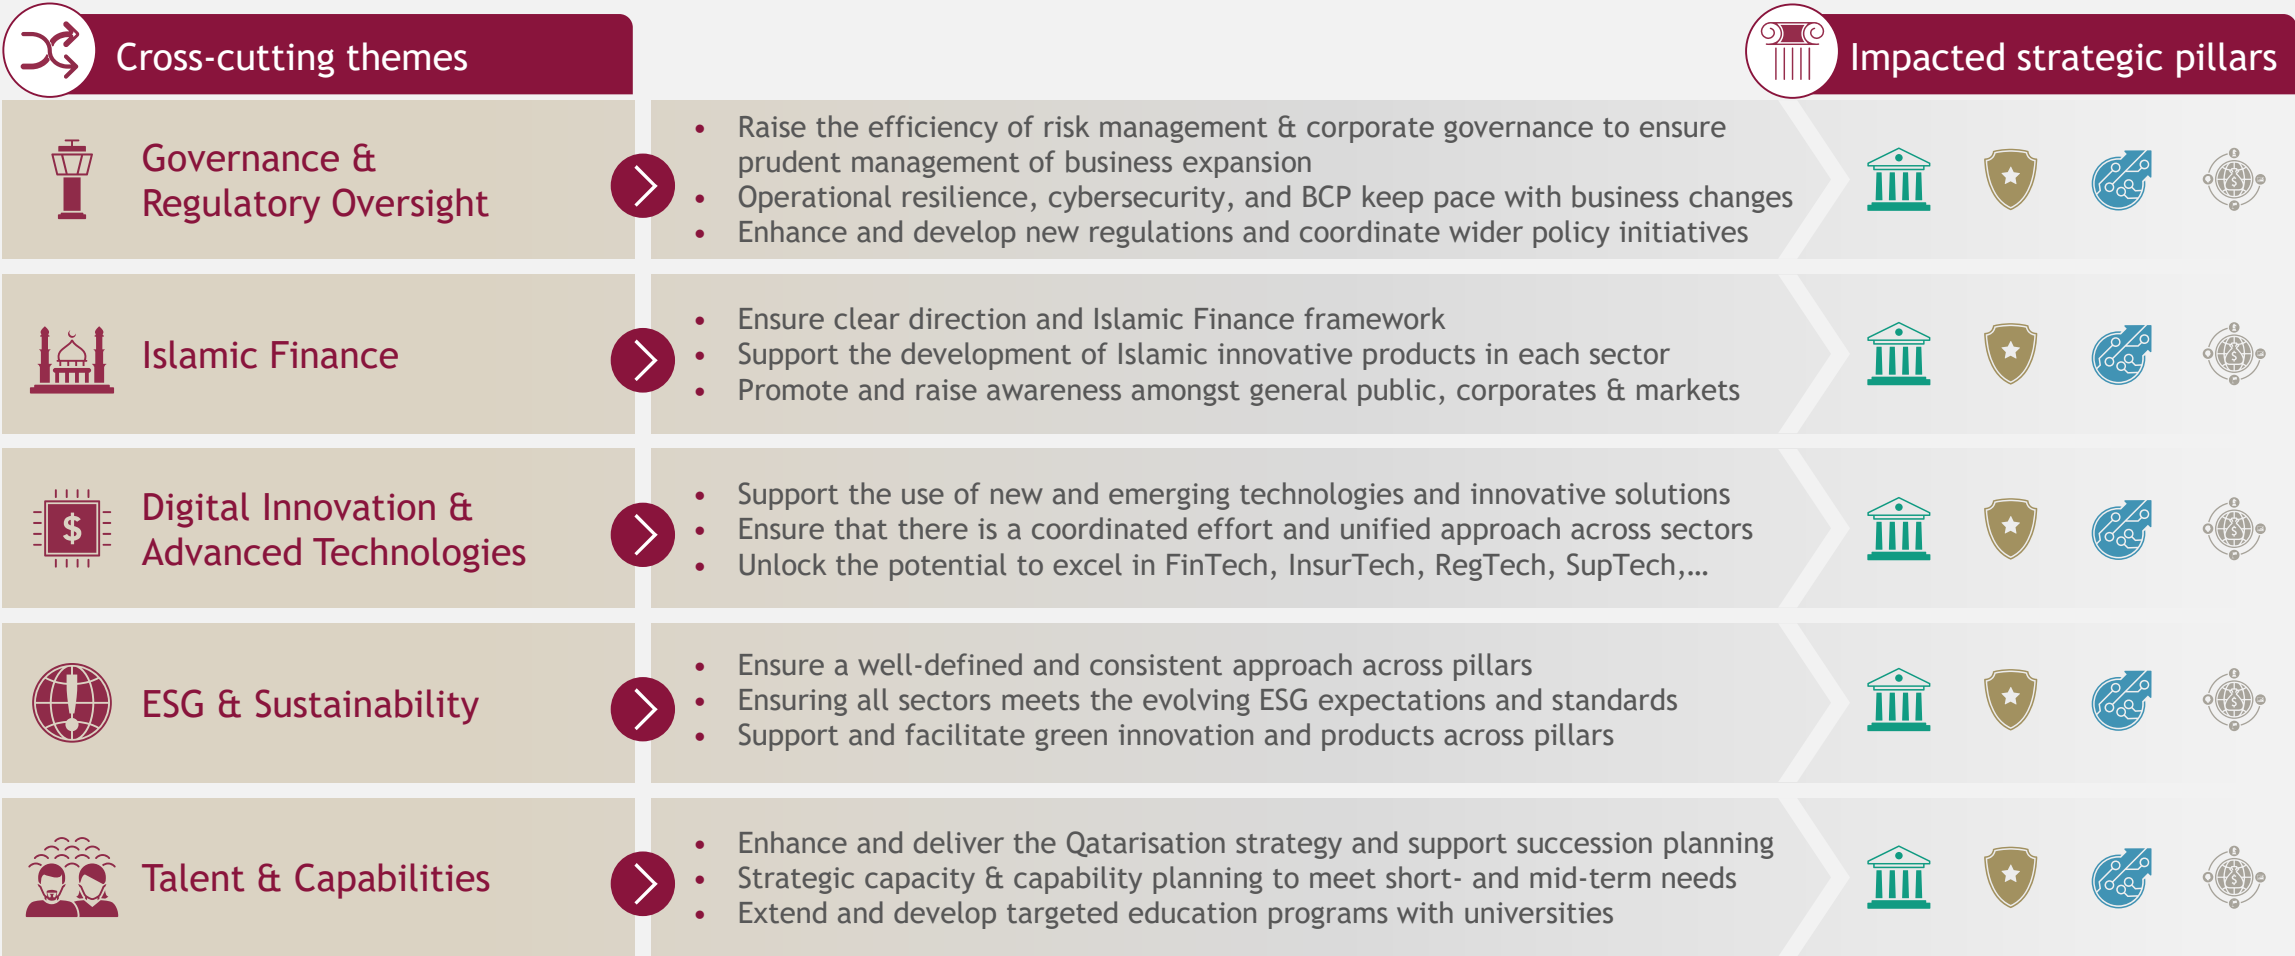 Cross-cutting themes
Impacted strategic pillars
Governance &
Regulatory Oversight
• Raise the efficiency of risk management & corporate governance to ensure
prudent management of business expansion
• Operational resilience, cybersecurity, and BCP keep pace with business changes
• Enhance and develop new regulations and coordinate wider policy initiatives
Islamic Finance
• Ensure clear direction and Islamic Finance framework
• Support the development of Islamic innovative products in each sector
• Promote and raise awareness amongst general public, corporates & markets
$
Digital Innovation &
Advanced Technologies
• Support the use of new and emerging technologies and innovative solutions
• Ensure that there is a coordinated effort and unified approach across sectors
• Unlock the potential to excel in FinTech, InsurTech, RegTech, SupTech,…
ESG & Sustainability
• Ensure a well-defined and consistent approach across pillars
• Ensuring all sectors meets the evolving ESG expectations and standards
• Support and facilitate green innovation and products across pillars
Talent & Capabilities
• Enhance and deliver the Qatarisation strategy and support succession planning
• Strategic capacity & capability planning to meet short- and mid-term needs
• Extend and develop targeted education programs with universities